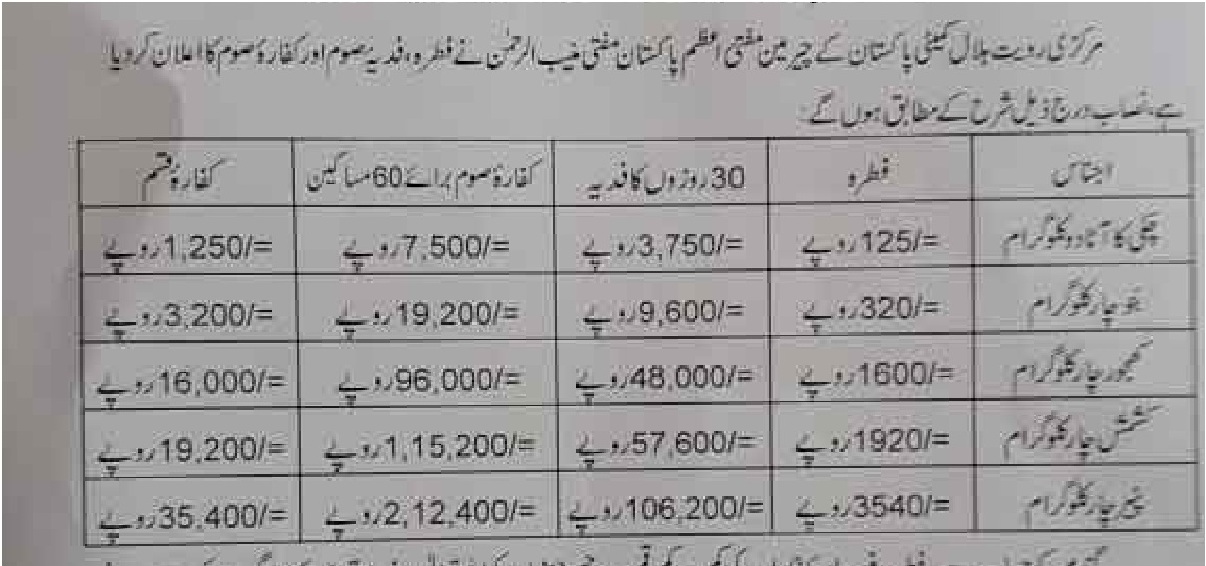 مرکزی رویت ہلال کمیٹی پاکستان کے چیرمین مفتی اعظم پاکستان مفتی منیب الرحمٰن نے فطرہ، فدیہ صوم اور کفارۂ صوم کا اعلان کردیا
ہے، نصاب درج ذیل شرح کے مطابق ہوں گے:
اجناس فطرہ 30 روزوں کا فدیہ کفارۂ صوم برائے 60 مساکین کفارۂ قسم
چکی کا آٹا دو کلوگرام 125/= روپے 3,750/= روپے 7,500/= روپے 1,250/= روپے
جَو چار کلوگرام 320/= روپے 9,600/= روپے 19,200/= روپے 3,200/= روپے
کھجور چار کلوگرام 1600/= روپے 48,000/= روپے 96,000/= روپے 16,000/= روپے
کشمش چار کلوگرام 1920/= روپے 57,600/= روپے 1,15,200/= روپے 19,200/= روپے
پنیر چار کلوگرام 3540/= روپے 106,200/= روپے 2,12,400/= روپے 35,400/= روپے